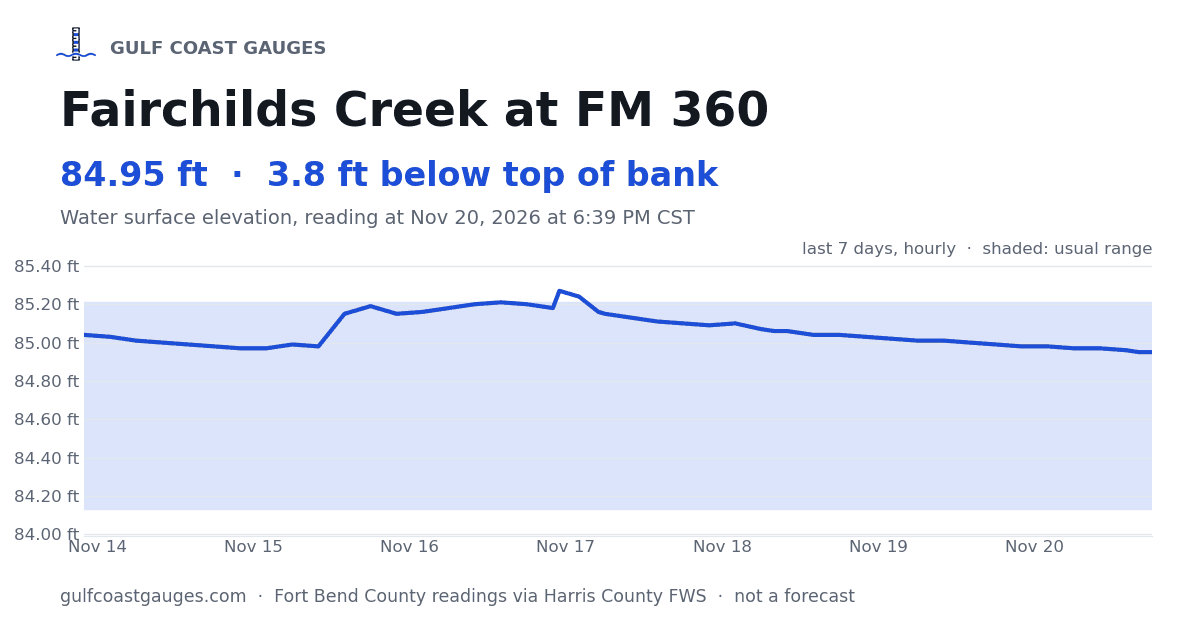 GULF COAST GAUGES
Fairchilds Creek at FM 360
84.95 ft · 3.8 ft below top of bank
Water surface elevation, reading at Nov 20, 2026 at 6:39 PM CST
last 7 days, hourly · shaded: usual range
85.40 ft
85.20 ft
85.00 ft
84.80 ft
84.60 ft
84.40 ft
84.20 ft
84.00 ft
Nov 14 Nov 15 Nov 16 Nov 17 Nov 18 Nov 19 Nov 20
gulfcoastgauges.com · Fort Bend County readings via Harris County FWS · not a forecast